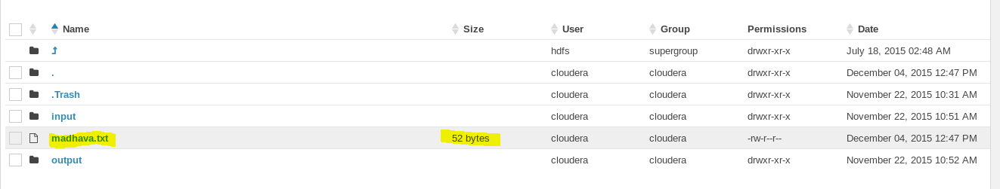 Name Size User Group Permissions Date
hdfs supergroup drwxr-xr-x July 18, 2015 02:48 AM
. cloudera cloudera drwxr-xr-x December 04, 2015 12:47 PM
.Trash cloudera cloudera drwxr-xr-x November 22, 2015 10:31 AM
input cloudera cloudera drwxr-xr-x November 22, 2015 10:51 AM
madhava.txt 52 bytes cloudera cloudera -rw-r--r-- December 04, 2015 12:47 PM
output cloudera cloudera drwxr-xr-x November 22, 2015 10:52 AM